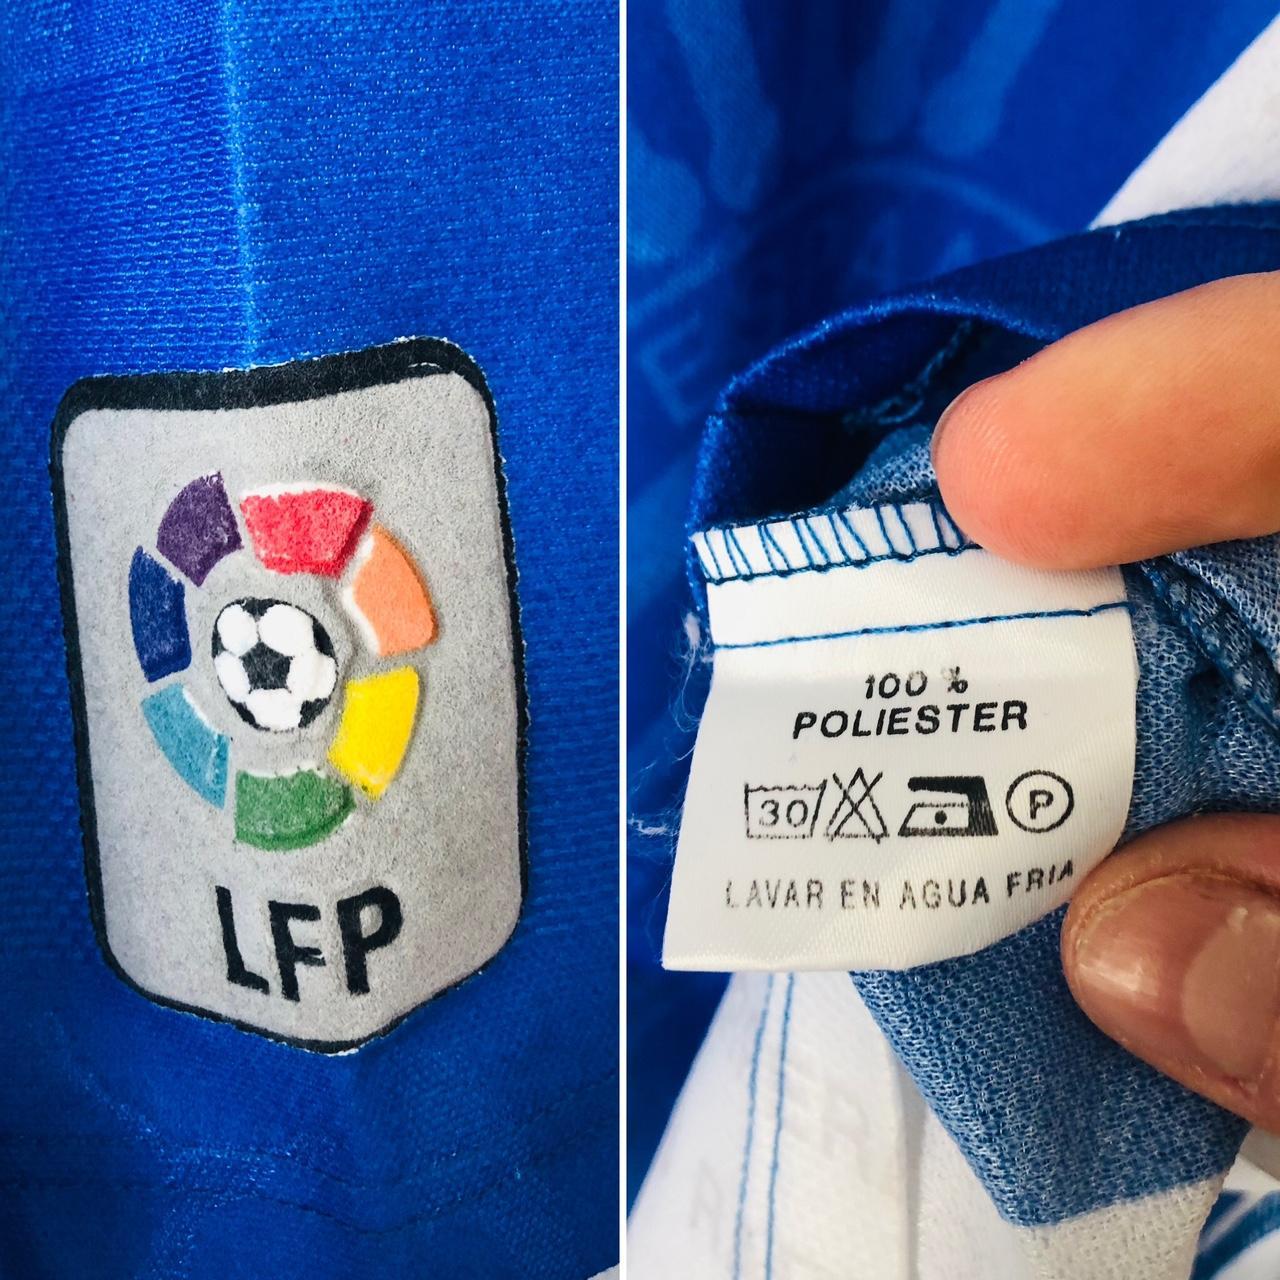 LFP
100 %
POLIESTER
30
P
LAVAR EN AGUA FRIA